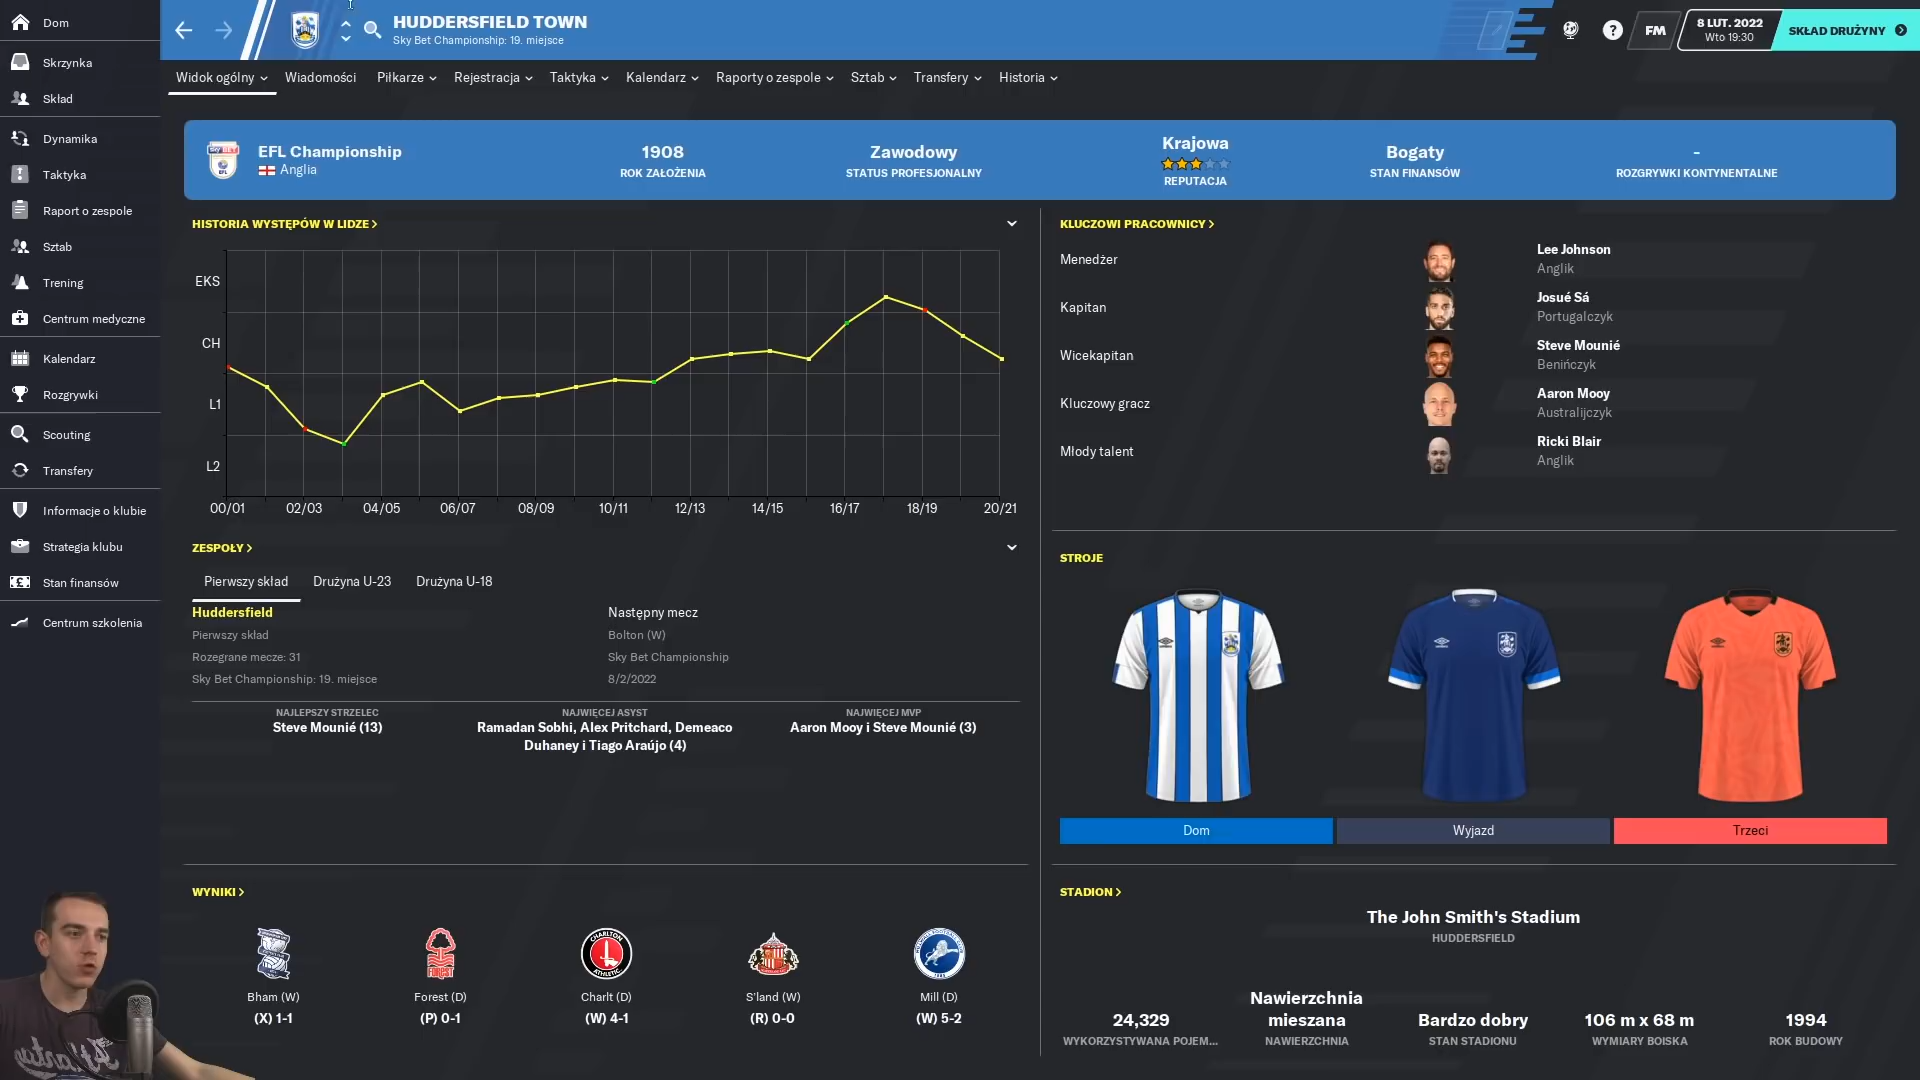 Dom
Skrzynka
Skład
Dynamika
Taktyka
Raport o zespole
Sztab
Trening
Centrum medyczne
Kalendarz
Rozgrywki
Scouting
Transfery
Informacje o klubie
Strategia klubu
Stan finansów
Centrum szkolenia
HUDDERSFIELD TOWN
Sky Bet Championship: 19. miejsce
?
FM
8 LUT. 2022
Wto 19:30
SKŁAD DRUŻYNY
Widok ogólny
Wiadomości
Piłkarze
Rejestracja
Taktyka
Kalendarz
Raporty o zespole
Sztab
Transfery
Historia
EFL Championship
Anglia
1908
ROK ZAŁOŻENIA
Zawodowy
STATUS PROFESJONALNY
Krajowa
REPUTACJA
Bogaty
STAN FINANSÓW
-
ROZGRYWKI KONTYNENTALNE
HISTORIA WYSTĘPÓW W LIDZE >
EKS
CH
L1
L2
00/01 02/03 04/05 06/07 08/09 10/11 12/13 14/15 16/17 18/19 20/21
KLUCZOWI PRACOWNICY >
Menedżer
Lee Johnson
Anglik
Kapitan
Josué Sá
Portugalczyk
Wicekapitan
Steve Mounié
Benińczyk
Kluczowy gracz
Aaron Mooy
Australijczyk
Młody talent
Ricki Blair
Anglik
ZESPOŁY >
Pierwszy skład
Drużyna U-23
Drużyna U-18
Huddersfield
Pierwszy skład
Rozegrane mecze: 31
Sky Bet Championship: 19. miejsce
Następny mecz
Bolton (W)
Sky Bet Championship
8/2/2022
NAJLEPSZY STRZELEC
Steve Mounié (13)
NAJWIĘCEJ ASYST
Ramadan Sobhi, Alex Pritchard, Demeaco
Duhaney i Tiago Araújo (4)
NAJWIĘCEJ MVP
Aaron Mooy i Steve Mounié (3)
STROJE
Dom
Wyjazd
Trzeci
WYNIKI >
CHARLTON
ATHLETIC
FOREST
Bham (W)
(X) 1-1
Forest (D)
(P) 0-1
Charlt (D)
(W) 4-1
S'land (W)
(R) 0-0
Mill (D)
(W) 5-2
STADION >
The John Smith's Stadium
HUDDERSFIELD
24,329
WYKORZYSTYWANA POJEM...
Nawierzchnia
mieszana
NAWIERZCHNIA
Bardzo dobry
STAN STADIONU
106 m x 68 m
WYMIARY BOISKA
1994
ROK BUDOWY